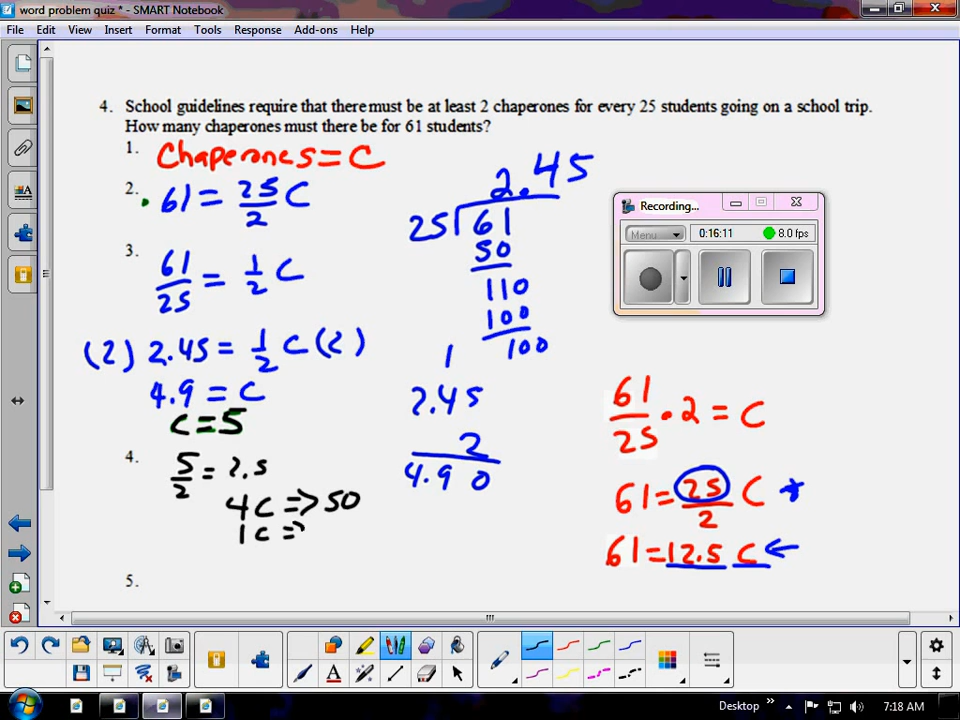 word problem quiz * - SMART Notebook
File Edit View Insert Format Tools Response Add-ons Help
4. School guidelines require that there must be at least 2 chaperones for every 25 students going on a school trip.
How many chaperones must there be for 61 students?
1. Chaperones = C
2. 61 = 25/2 C
3. 61/25 = 1/2 C
(2) 2.45 = 1/2 C (2)
4.9 = C
C = 5
4. 5/2 = 2.5
4C => 50
1C =>
5.
2.45
25 61
50
110
100
100
1
2.45
2
4.90
Recording...
Menu 0:16:11 8.0 fps
61/25 • 2 = C
61 = 25/2 C
61 = 12.5 C ←
Desktop » 7:18 AM